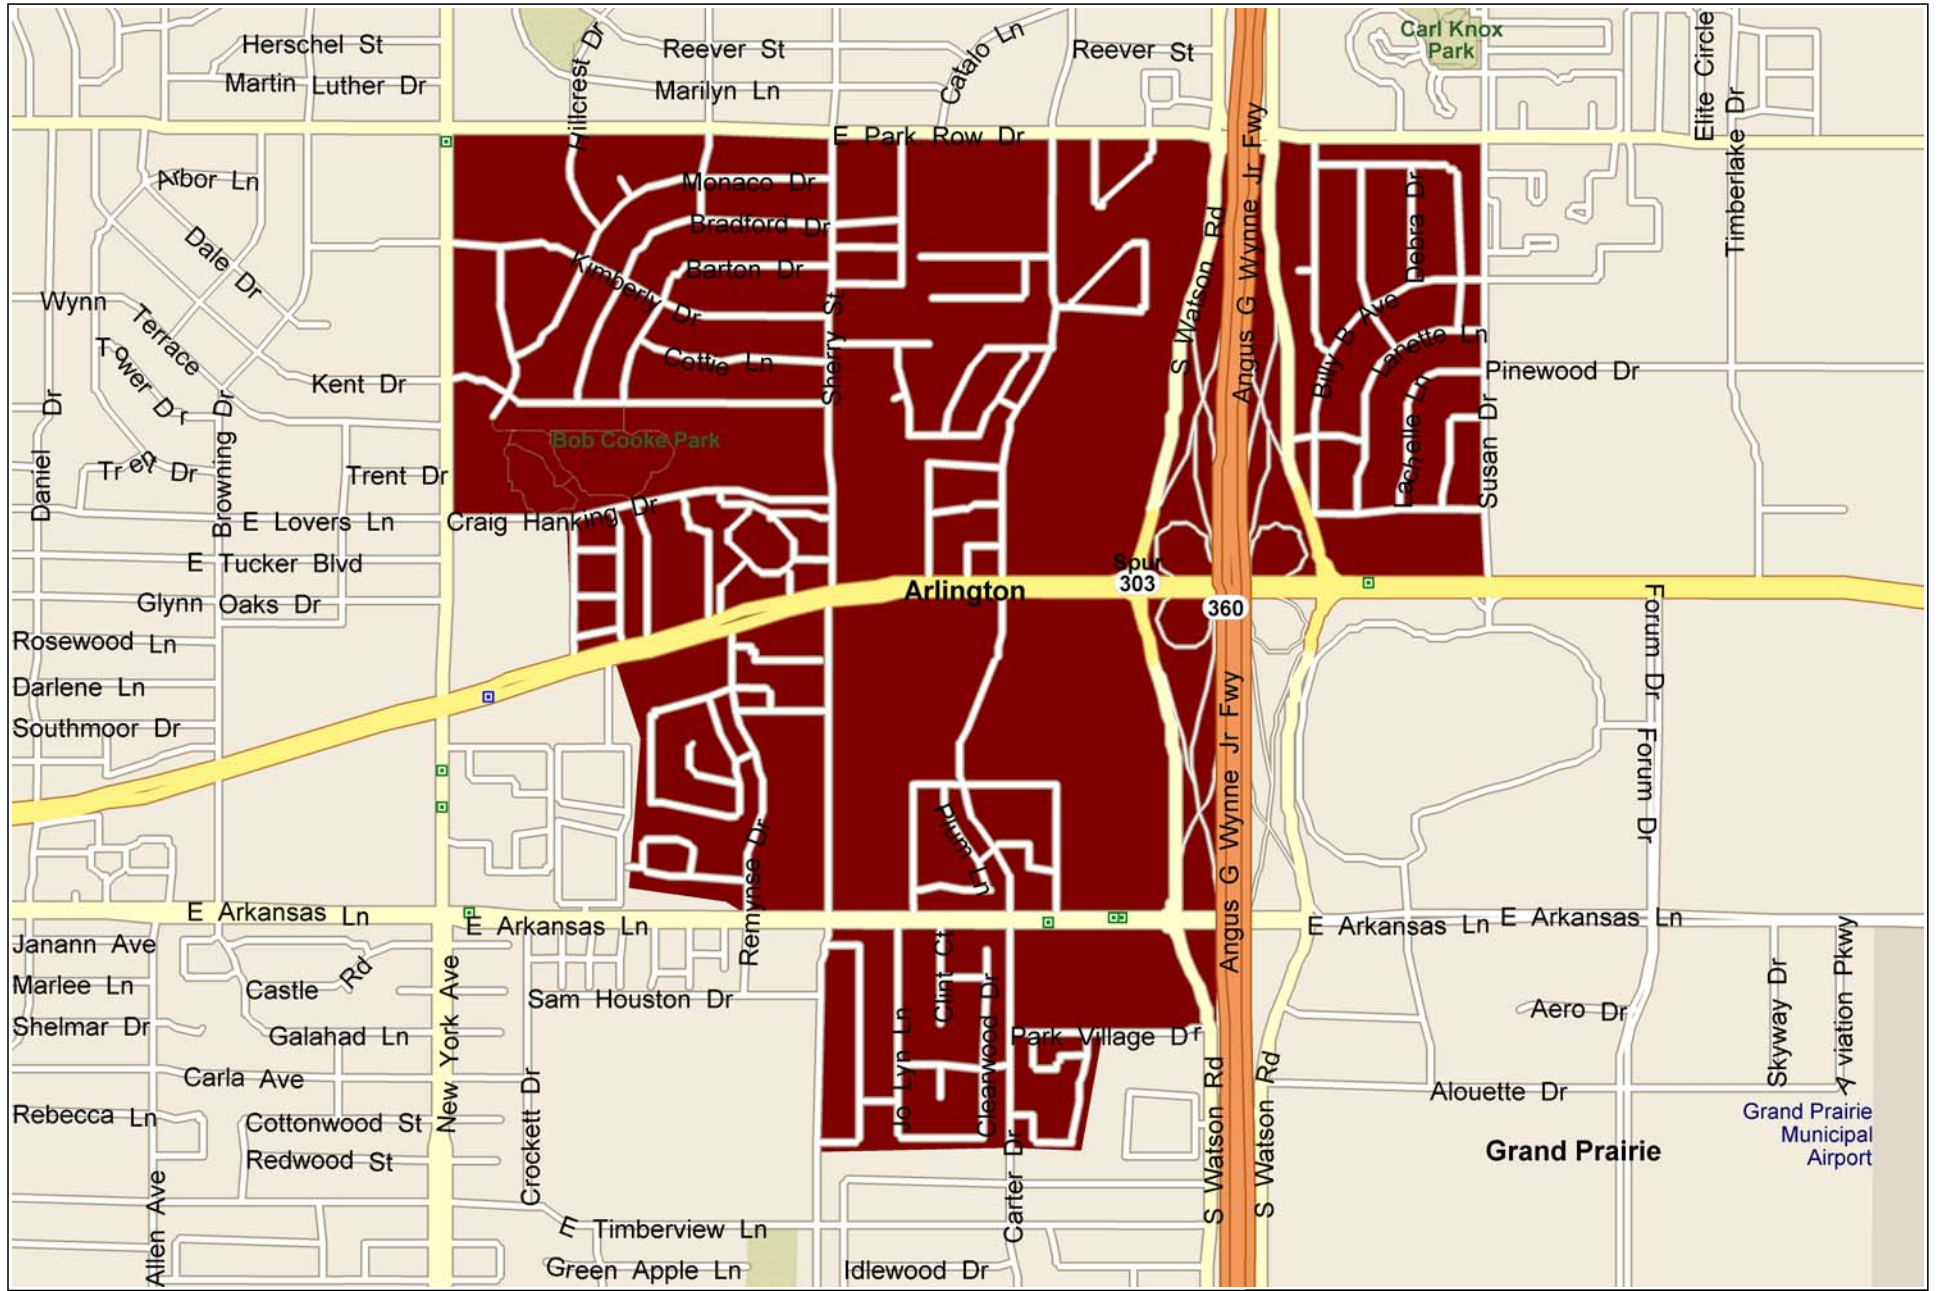 Herschel St
Martin Luther Dr
Hillcrest Dr
Reever St
Marilyn Ln
Catalo Ln
Reever St
Carl Knox
Park
Elite Circle
Timberlake Dr
E Park Row Dr
Angus G Wynne Jr Fwy
Arbor Ln
Dale Dr
Monaco Dr
Bradford Dr
Barton Dr
Kimberly Dr
Cottie Ln
Sherry St
S Watson Rd
Angus G Wynne Jr Fwy
Debra Dr
Billy B Ave
Lanette Ln
Lachelle Ln
Susan Dr
Pinewood Dr
Timberlake Dr
Wynn
Terrace
Tower Dr
Kent Dr
Daniel Dr
Browning Dr
Trent Dr
Trent Dr
Bob Cooke Park
E Lovers Ln
Craig Hanking Dr
E Tucker Blvd
Glynn Oaks Dr
Rosewood Ln
Darlene Ln
Southmoor Dr
Arlington
Spur
303
360
Forum Dr
Forum Dr
Angus G Wynne Jr Fwy
Plum Ln
Remynse Dr
E Arkansas Ln
E Arkansas Ln
E Arkansas Ln
E Arkansas Ln
Janann Ave
Marlee Ln
Shelmar Dr
Castle Rd
Galahad Ln
Carla Ave
Rebecca Ln
Cottonwood St
Redwood St
Allen Ave
New York Ave
Crockett Dr
Sam Houston Dr
Jo Lyn Ln
Clint Ct
Clearwood Dr
Park Village Dr
Carter Dr
S Watson Rd
S Watson Rd
Aero Dr
Skyway Dr
Aviation Pkwy
Alouette Dr
Grand Prairie
Municipal
Airport
Grand Prairie
E Timberview Ln
Green Apple Ln
Idlewood Dr